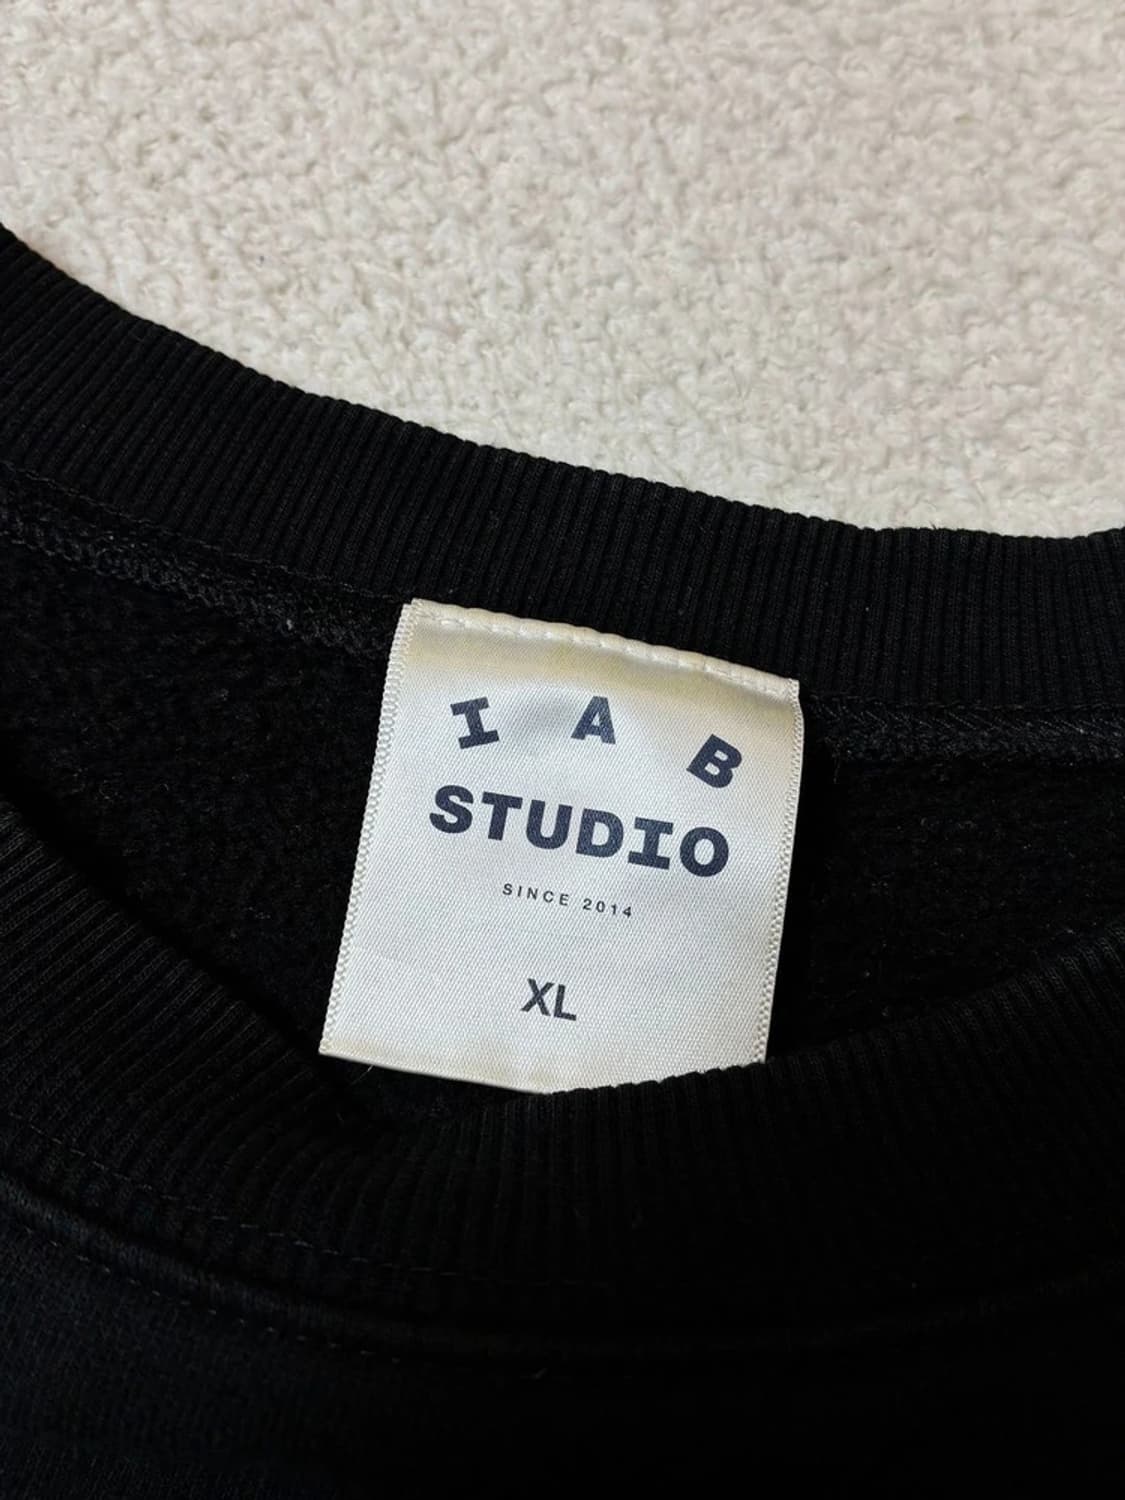 I A B
STUDIO
SINCE 2014
XL